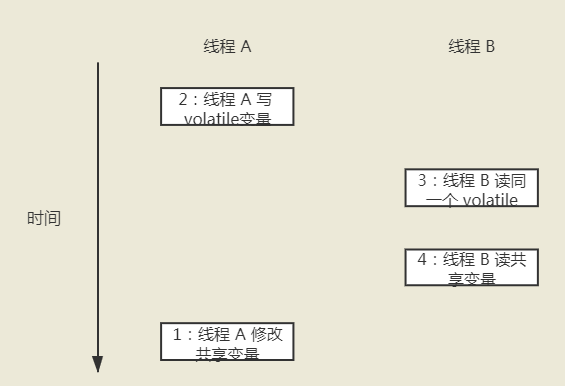 线程 A
线程 B
2：线程 A 写
volatile变量
3：线程 B 读同
一个 volatile
时间
4：线程 B 读共
享变量
1：线程 A 修改
共享变量